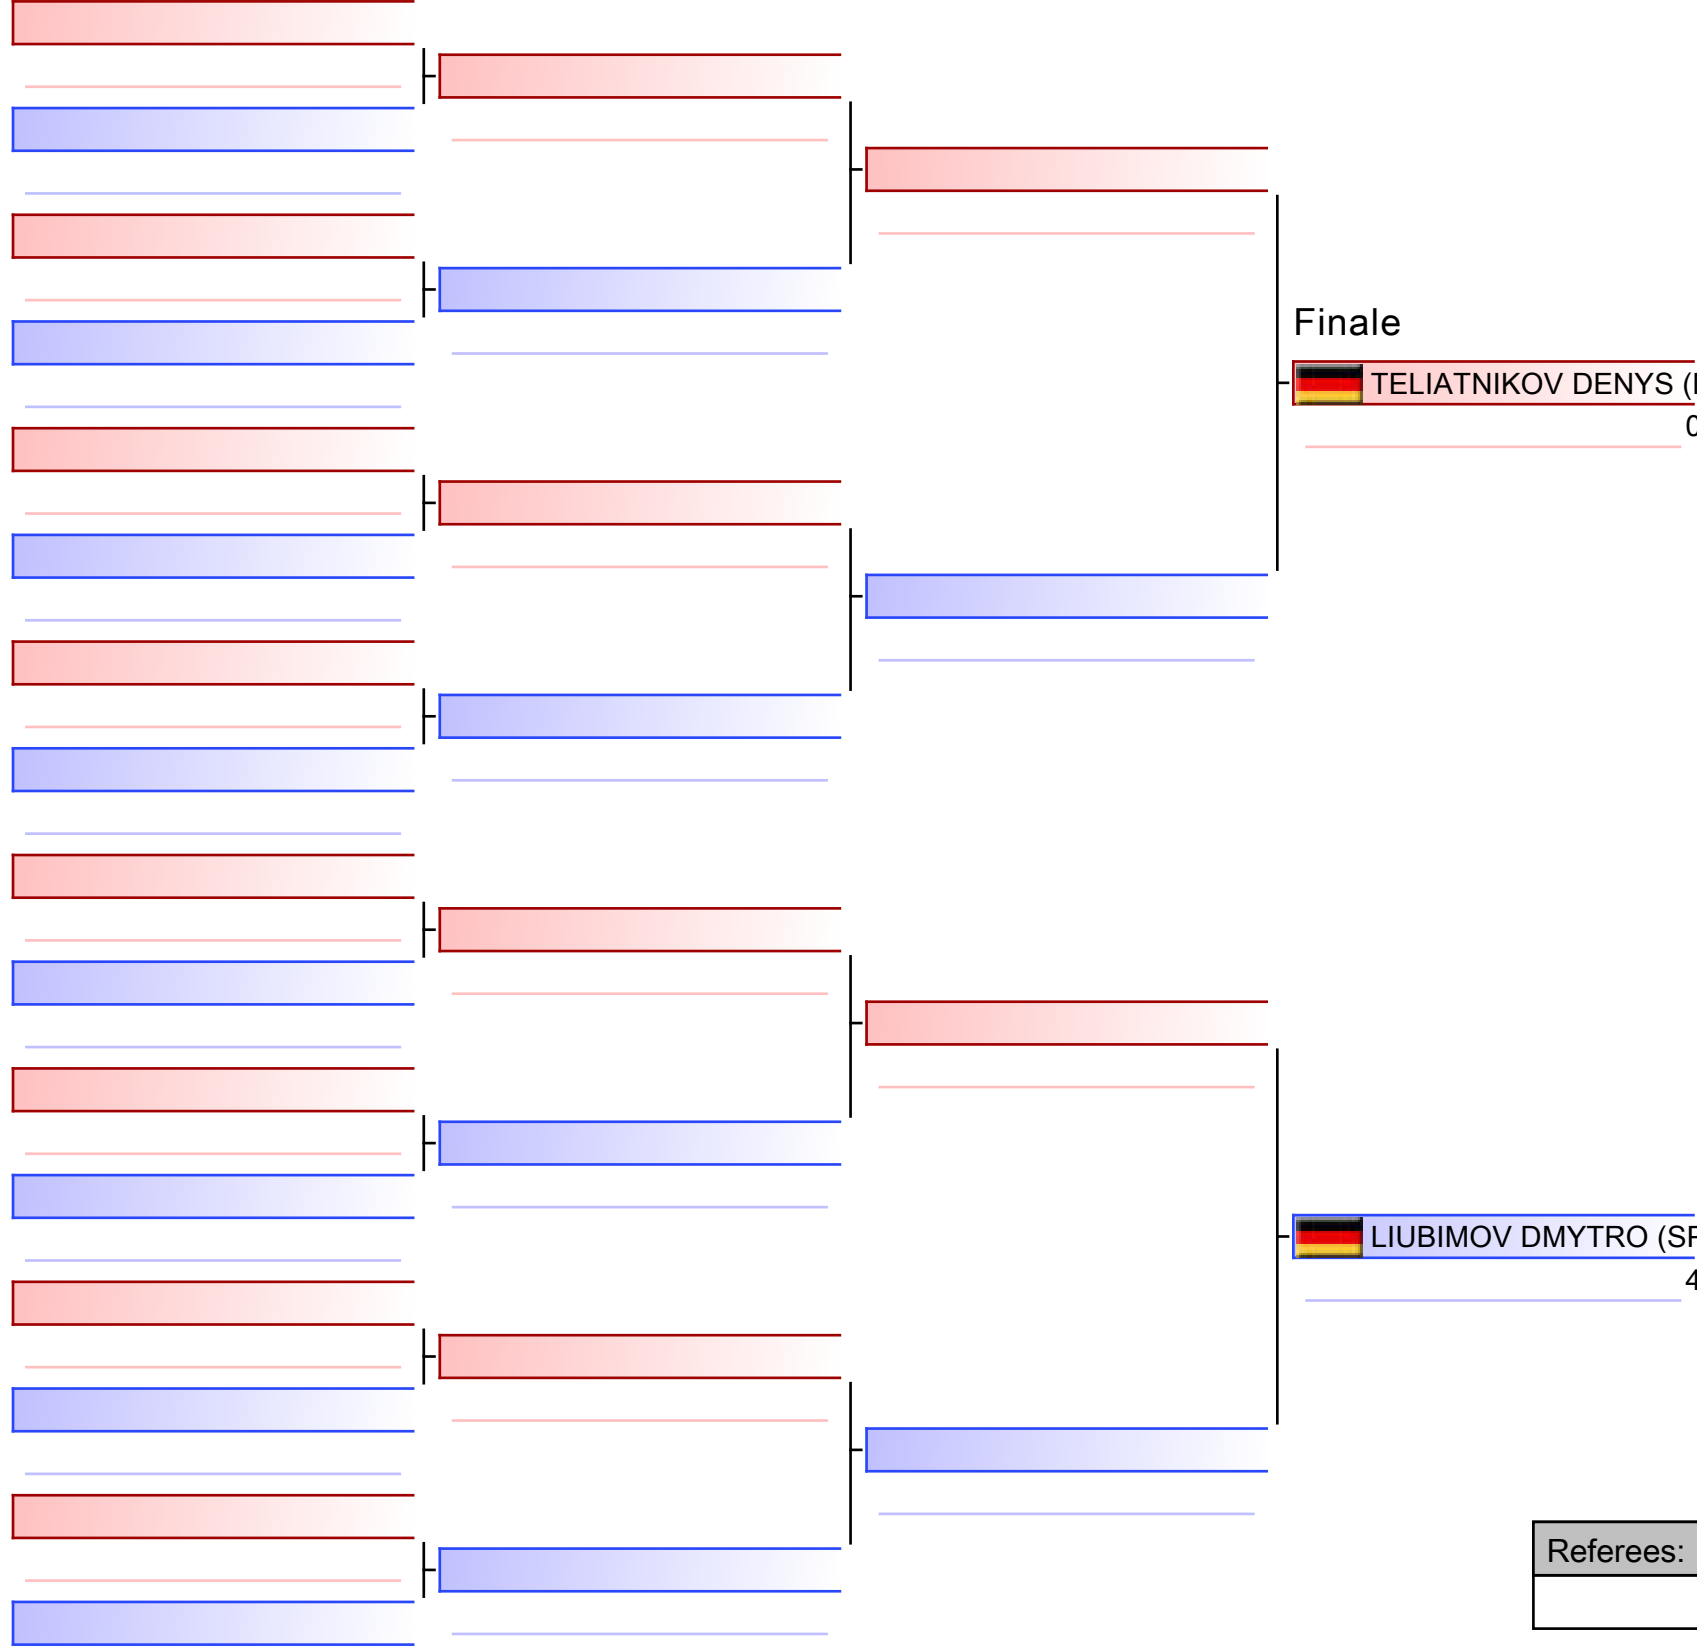 Finale
TELIATNIKOV DENYS (
0
LIUBIMOV DMYTRO (SP
4
Referees: